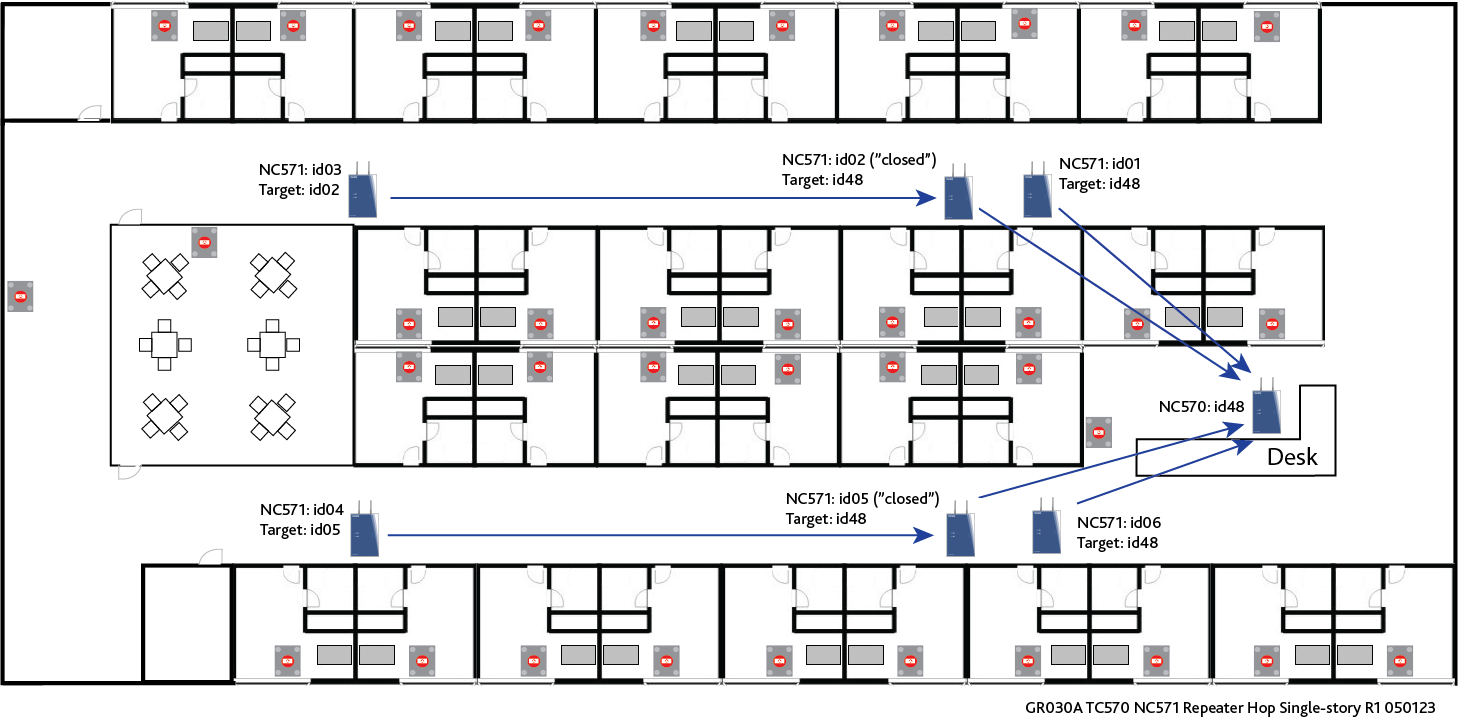 NC571: id03
Target: id02
NC571: id02 (”closed”)
Target: id48
NC571: id01
Target: id48
NC570: id48
Desk
NC571: id04
Target: id05
NC571: id05 (”closed”)
Target: id48
NC571: id06
Target: id48
GR030A TC570 NC571 Repeater Hop Single-story R1 050123